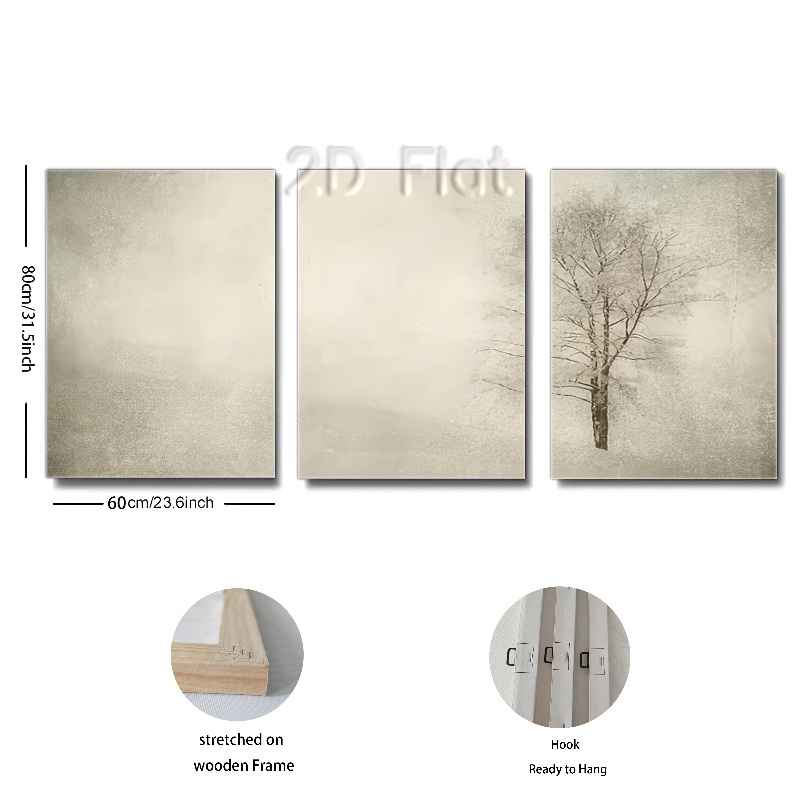 2D Flat
80cm/31.5inch
60cm/23.6inch
stretched on
wooden Frame
Hook
Ready to Hang